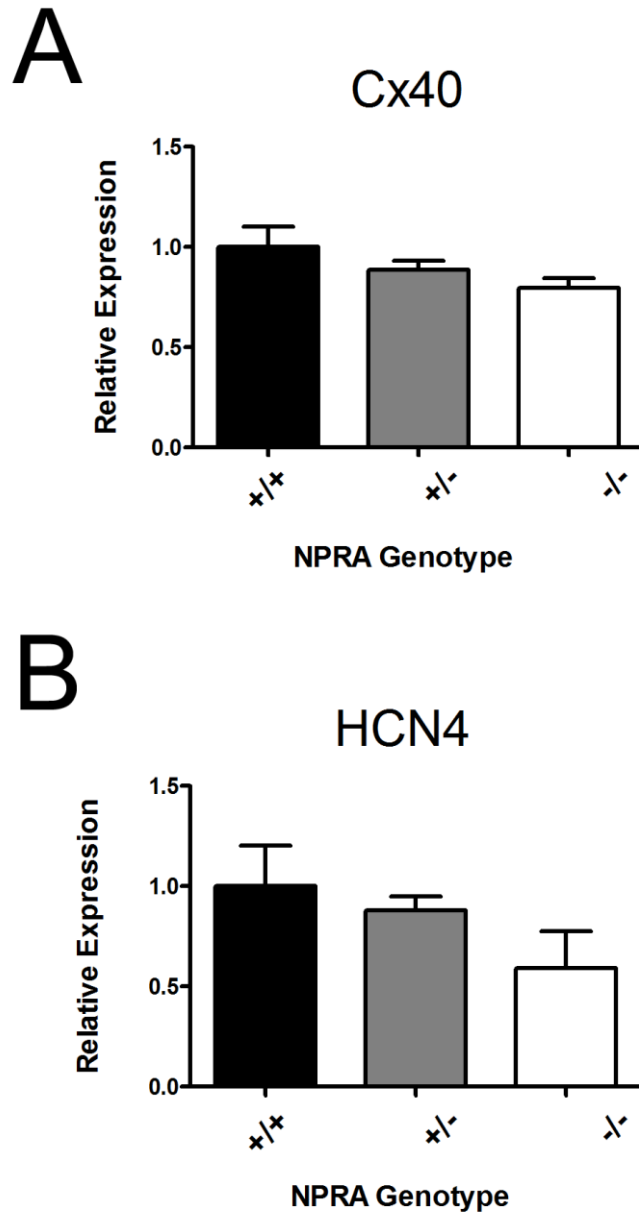 A
Cx40
Relative Expression
1.5
1.0
0.5
0.0
+/+
+/-
-/-
NPRA Genotype
B
HCN4
Relative Expression
1.5
1.0
0.5
0.0
+/+
+/-
-/-
NPRA Genotype